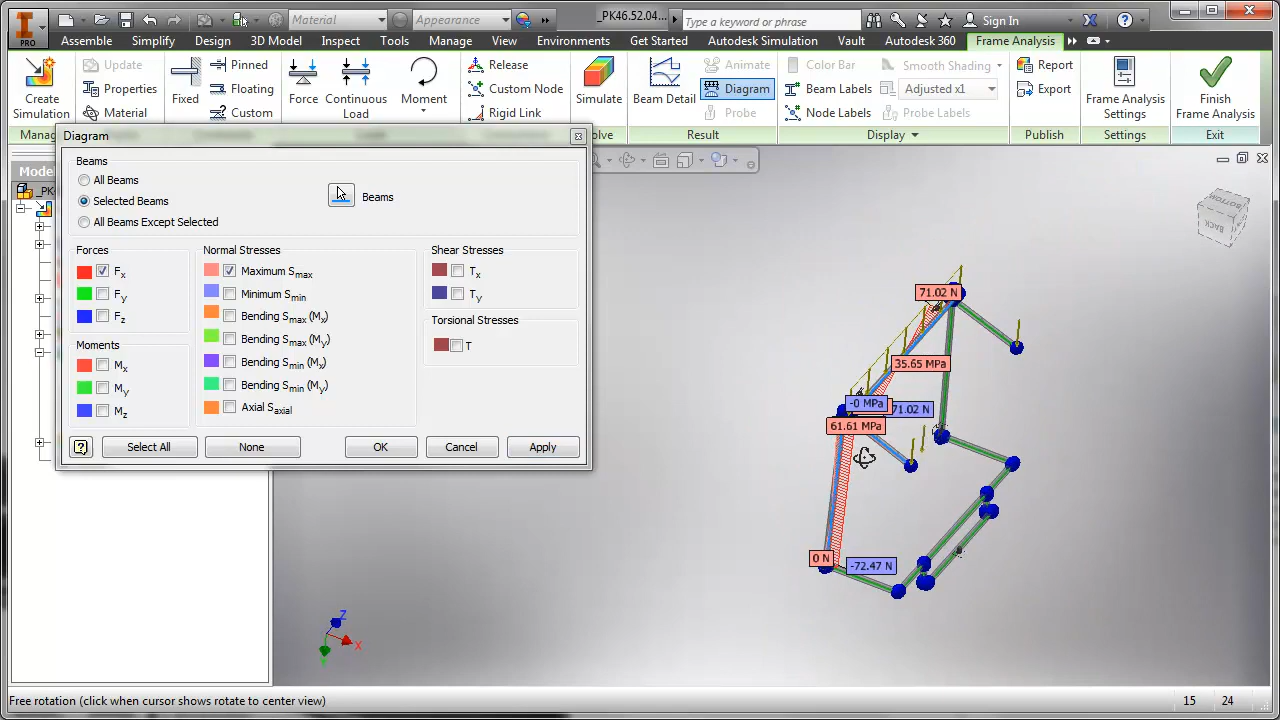 PRO
Material
Appearance
_PK46.52.04...
Type a keyword or phrase
Sign In
Assemble Simplify Design 3D Model Inspect Tools Manage View Environments Get Started Autodesk Simulation Vault Autodesk 360 Frame Analysis
Create Simulation
Update
Properties
Material
Fixed
Pinned
Floating
Custom
Force
Continuous Load
Moment
Release
Custom Node
Rigid Link
Simulate
Beam Detail
Animate
Diagram
Probe
Color Bar
Beam Labels
Node Labels
Smooth Shading
Adjusted x1
Probe Labels
Report
Export
Frame Analysis Settings
Finish Frame Analysis
Result
Display
Publish
Settings
Exit
Diagram
Beams
All Beams
Selected Beams
All Beams Except Selected
Beams
Forces
Fx
Fy
Fz
Moments
Mx
My
Mz
Normal Stresses
Maximum Smax
Minimum Smin
Bending Smax (Mx)
Bending Smax (My)
Bending Smin (Mx)
Bending Smin (My)
Axial Saxial
Shear Stresses
Tx
Ty
Torsional Stresses
T
Select All
None
OK
Cancel
Apply
BOTTOM
BACK
71.02 N
35.65 MPa
-0 MPa
71.02 N
61.61 MPa
0 N
-72.47 N
Z
X
Y
Free rotation (click when cursor shows rotate to center view)
15
24